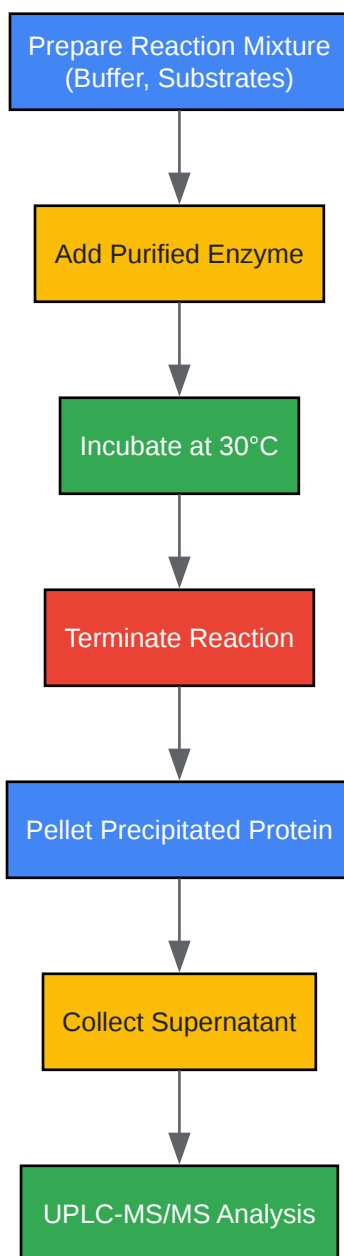 Prepare Reaction Mixture
(Buffer, Substrates)
Add Purified Enzyme
Incubate at 30°C
Terminate Reaction
Pellet Precipitated Protein
Collect Supernatant
UPLC-MS/MS Analysis